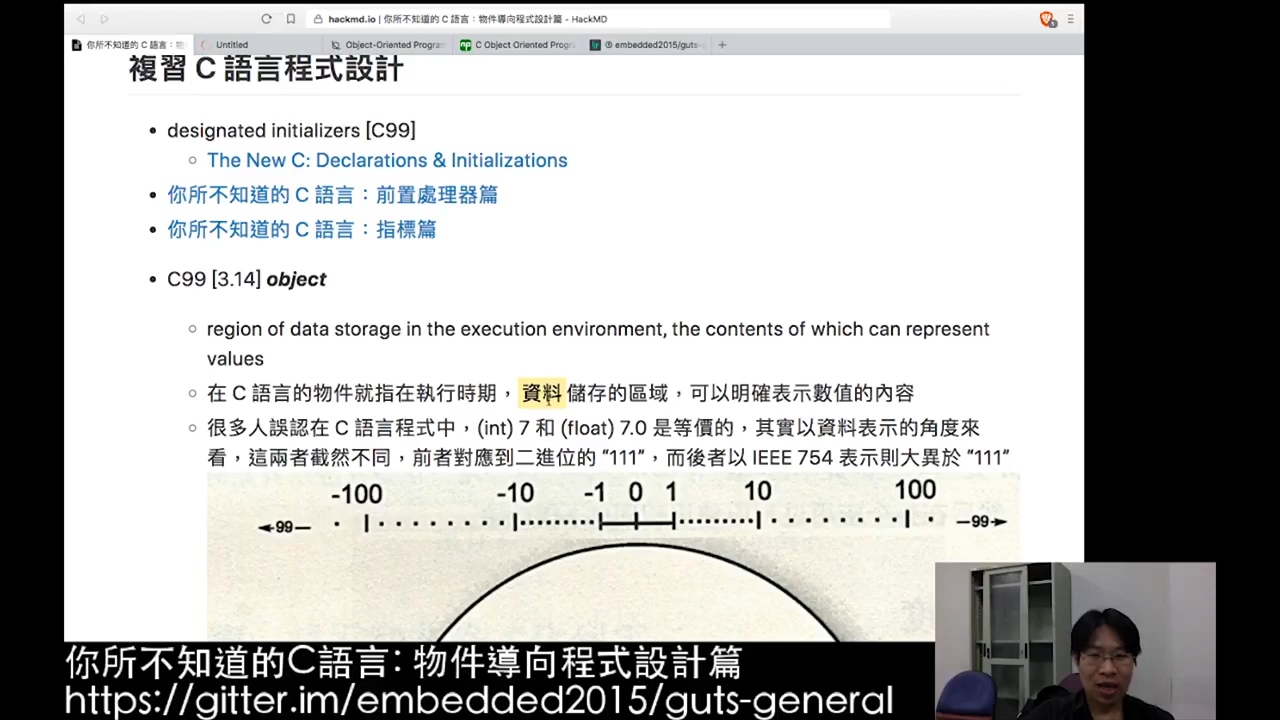 hackmd.io | 你所不知道的 C 語言：物件導向程式設計篇 - HackMD
你所不知道的 C 語言：物
Untitled
Object-Oriented Program
C Object Oriented Progra
embedded2015/guts-g
複習 C 語言程式設計
designated initializers [C99]
The New C: Declarations & Initializations
你所不知道的 C 語言：前置處理器篇
你所不知道的 C 語言：指標篇
C99 [3.14] object
region of data storage in the execution environment, the contents of which can represent
values
在 C 語言的物件就指在執行時期，資料儲存的區域，可以明確表示數值的內容
很多人誤認在 C 語言程式中，(int) 7 和 (float) 7.0 是等價的，其實以資料表示的角度來
看，這兩者截然不同，前者對應到二進位的 “111”，而後者以 IEEE 754 表示則大異於 “111”
-100 -10 -1 0 1 10 100
99 99
你所不知道的C語言: 物件導向程式設計篇
https://gitter.im/embedded2015/guts-general